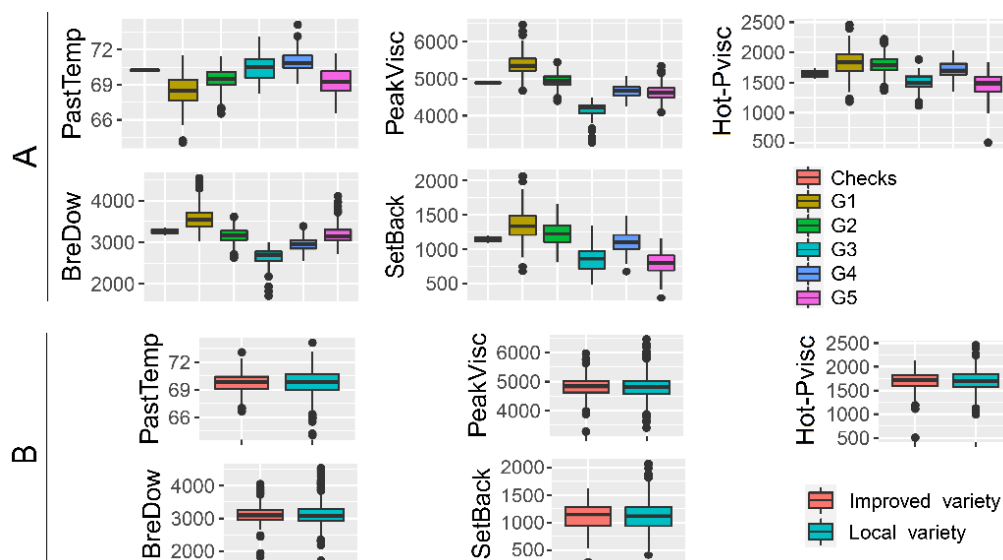 A
PastTemp
72
69
66
PeakVisc
6000
5000
4000
Hot-Pvisc
2500
2000
1500
1000
500
BreDow
4000
3000
2000
SetBack
2000
1500
1000
500
Checks
G1
G2
G3
G4
G5
B
PastTemp
72
69
66
PeakVisc
6000
5000
4000
Hot-Pvisc
2500
2000
1500
1000
500
BreDow
4000
3000
2000
SetBack
2000
1500
1000
500
Improved variety
Local variety